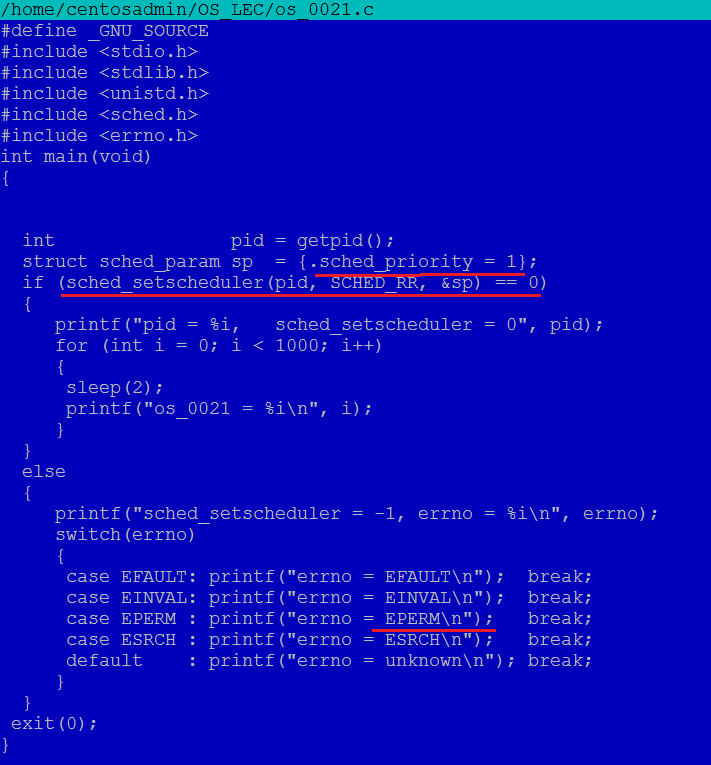 /home/centosadmin/OS_LEC/os_0021.c
#define _GNU_SOURCE
#include <stdio.h>
#include <stdlib.h>
#include <unistd.h>
#include <sched.h>
#include <errno.h>
int main(void)
{
  int                pid = getpid();
  struct sched_param sp  = {.sched_priority = 1};
  if (sched_setscheduler(pid, SCHED_RR, &sp) == 0)
  {
     printf("pid = %i,   sched_setscheduler = 0", pid);
     for (int i = 0; i < 1000; i++)
     {
      sleep(2);
      printf("os_0021 = %i\n", i);
     }
  }
  else
  {
     printf("sched_setscheduler = -1, errno = %i\n", errno);
     switch(errno)
     {
      case EFAULT: printf("errno = EFAULT\n");  break;
      case EINVAL: printf("errno = EINVAL\n");  break;
      case EPERM : printf("errno = EPERM\n");   break;
      case ESRCH : printf("errno = ESRCH\n");   break;
      default    : printf("errno = unknown\n"); break;
     }
  }
 exit(0);
}